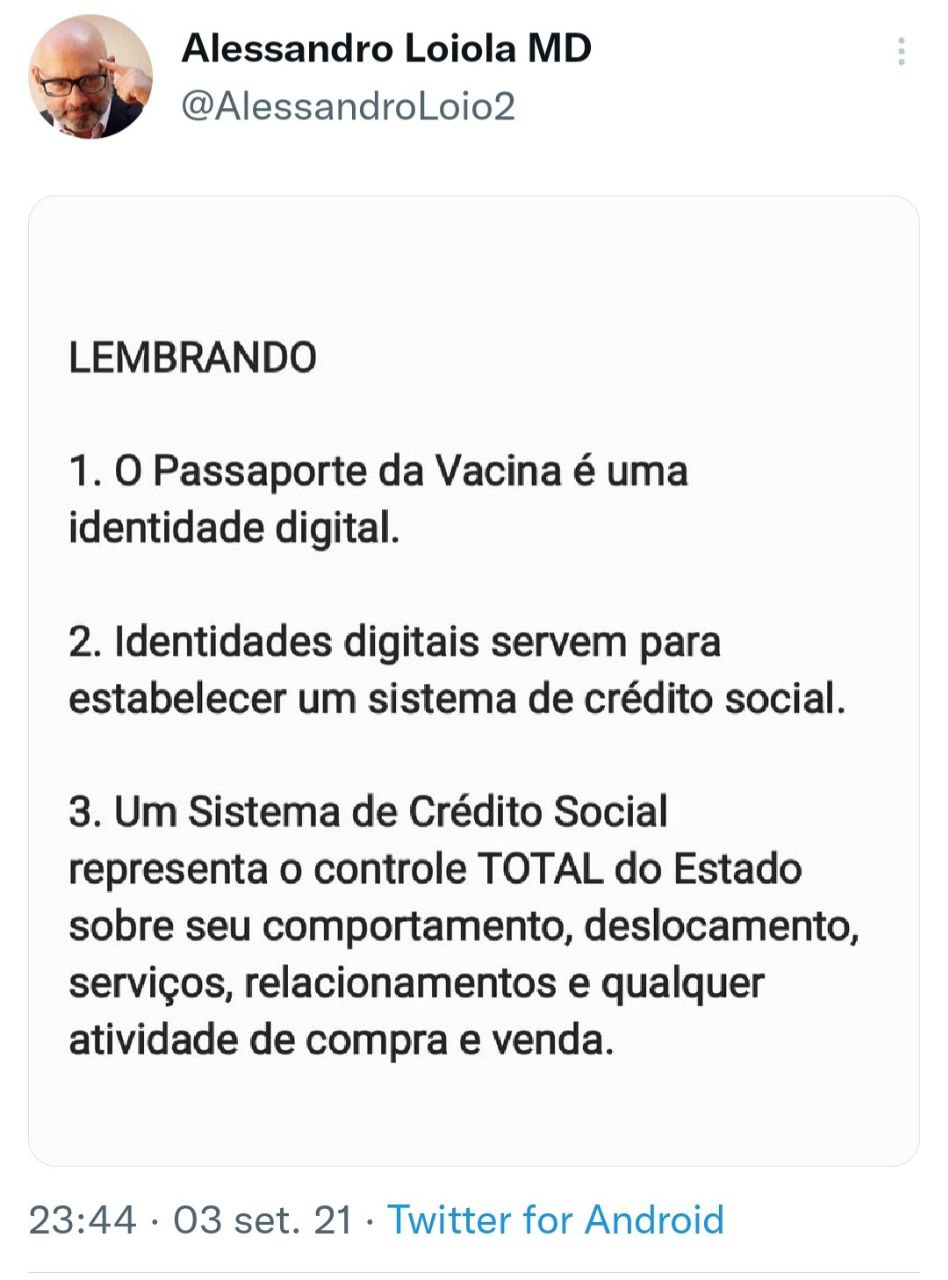 Alessandro Loiola MD
@AlessandroLoio2
LEMBRANDO
1. O Passaporte da Vacina é uma
identidade digital.
2. Identidades digitais servem para
estabelecer um sistema de crédito social.
3. Um Sistema de Crédito Social
representa o controle TOTAL do Estado
sobre seu comportamento, deslocamento,
serviços, relacionamentos e qualquer
atividade de compra e venda.
23:44 · 03 set. 21 · Twitter for Android